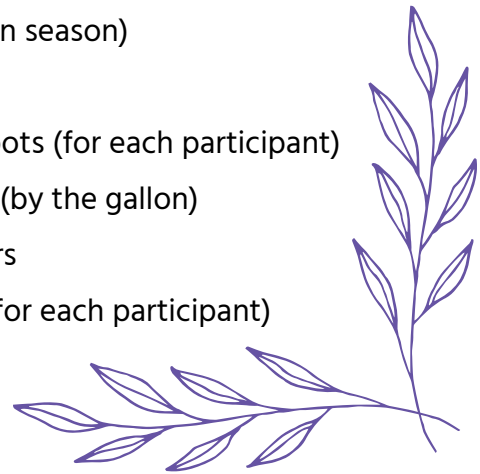 n season)
ots (for each participant)
(by the gallon)
rs
for each participant)